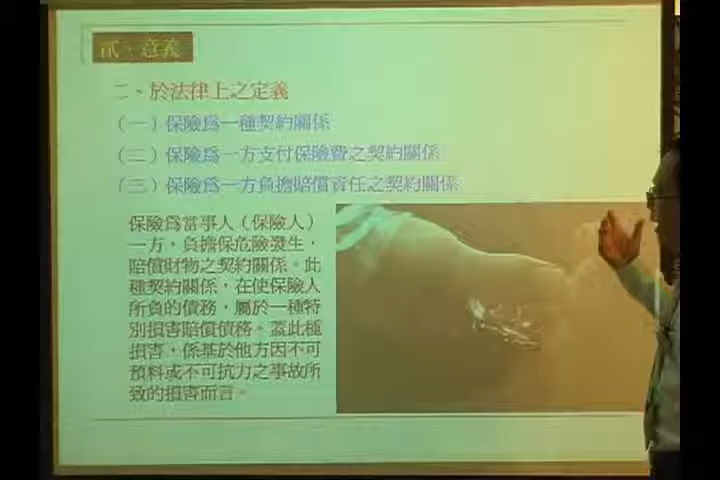 貳、意義
二、於法律上之定義
（一）保險為一種契約關係
（二）保險為一方支付保險費之契約關係
（三）保險為一方負擔賠償責任之契約關係
保險為當事人（保險人）
一方，負擔保危險發生，
賠償財物之契約關係。此
種契約關係，在使保險人
所負的債務，屬於一種特
別損害賠償債務。蓋此種
損害，係基於他方因不可
預料或不可抗力之事故所
致的損害而言。